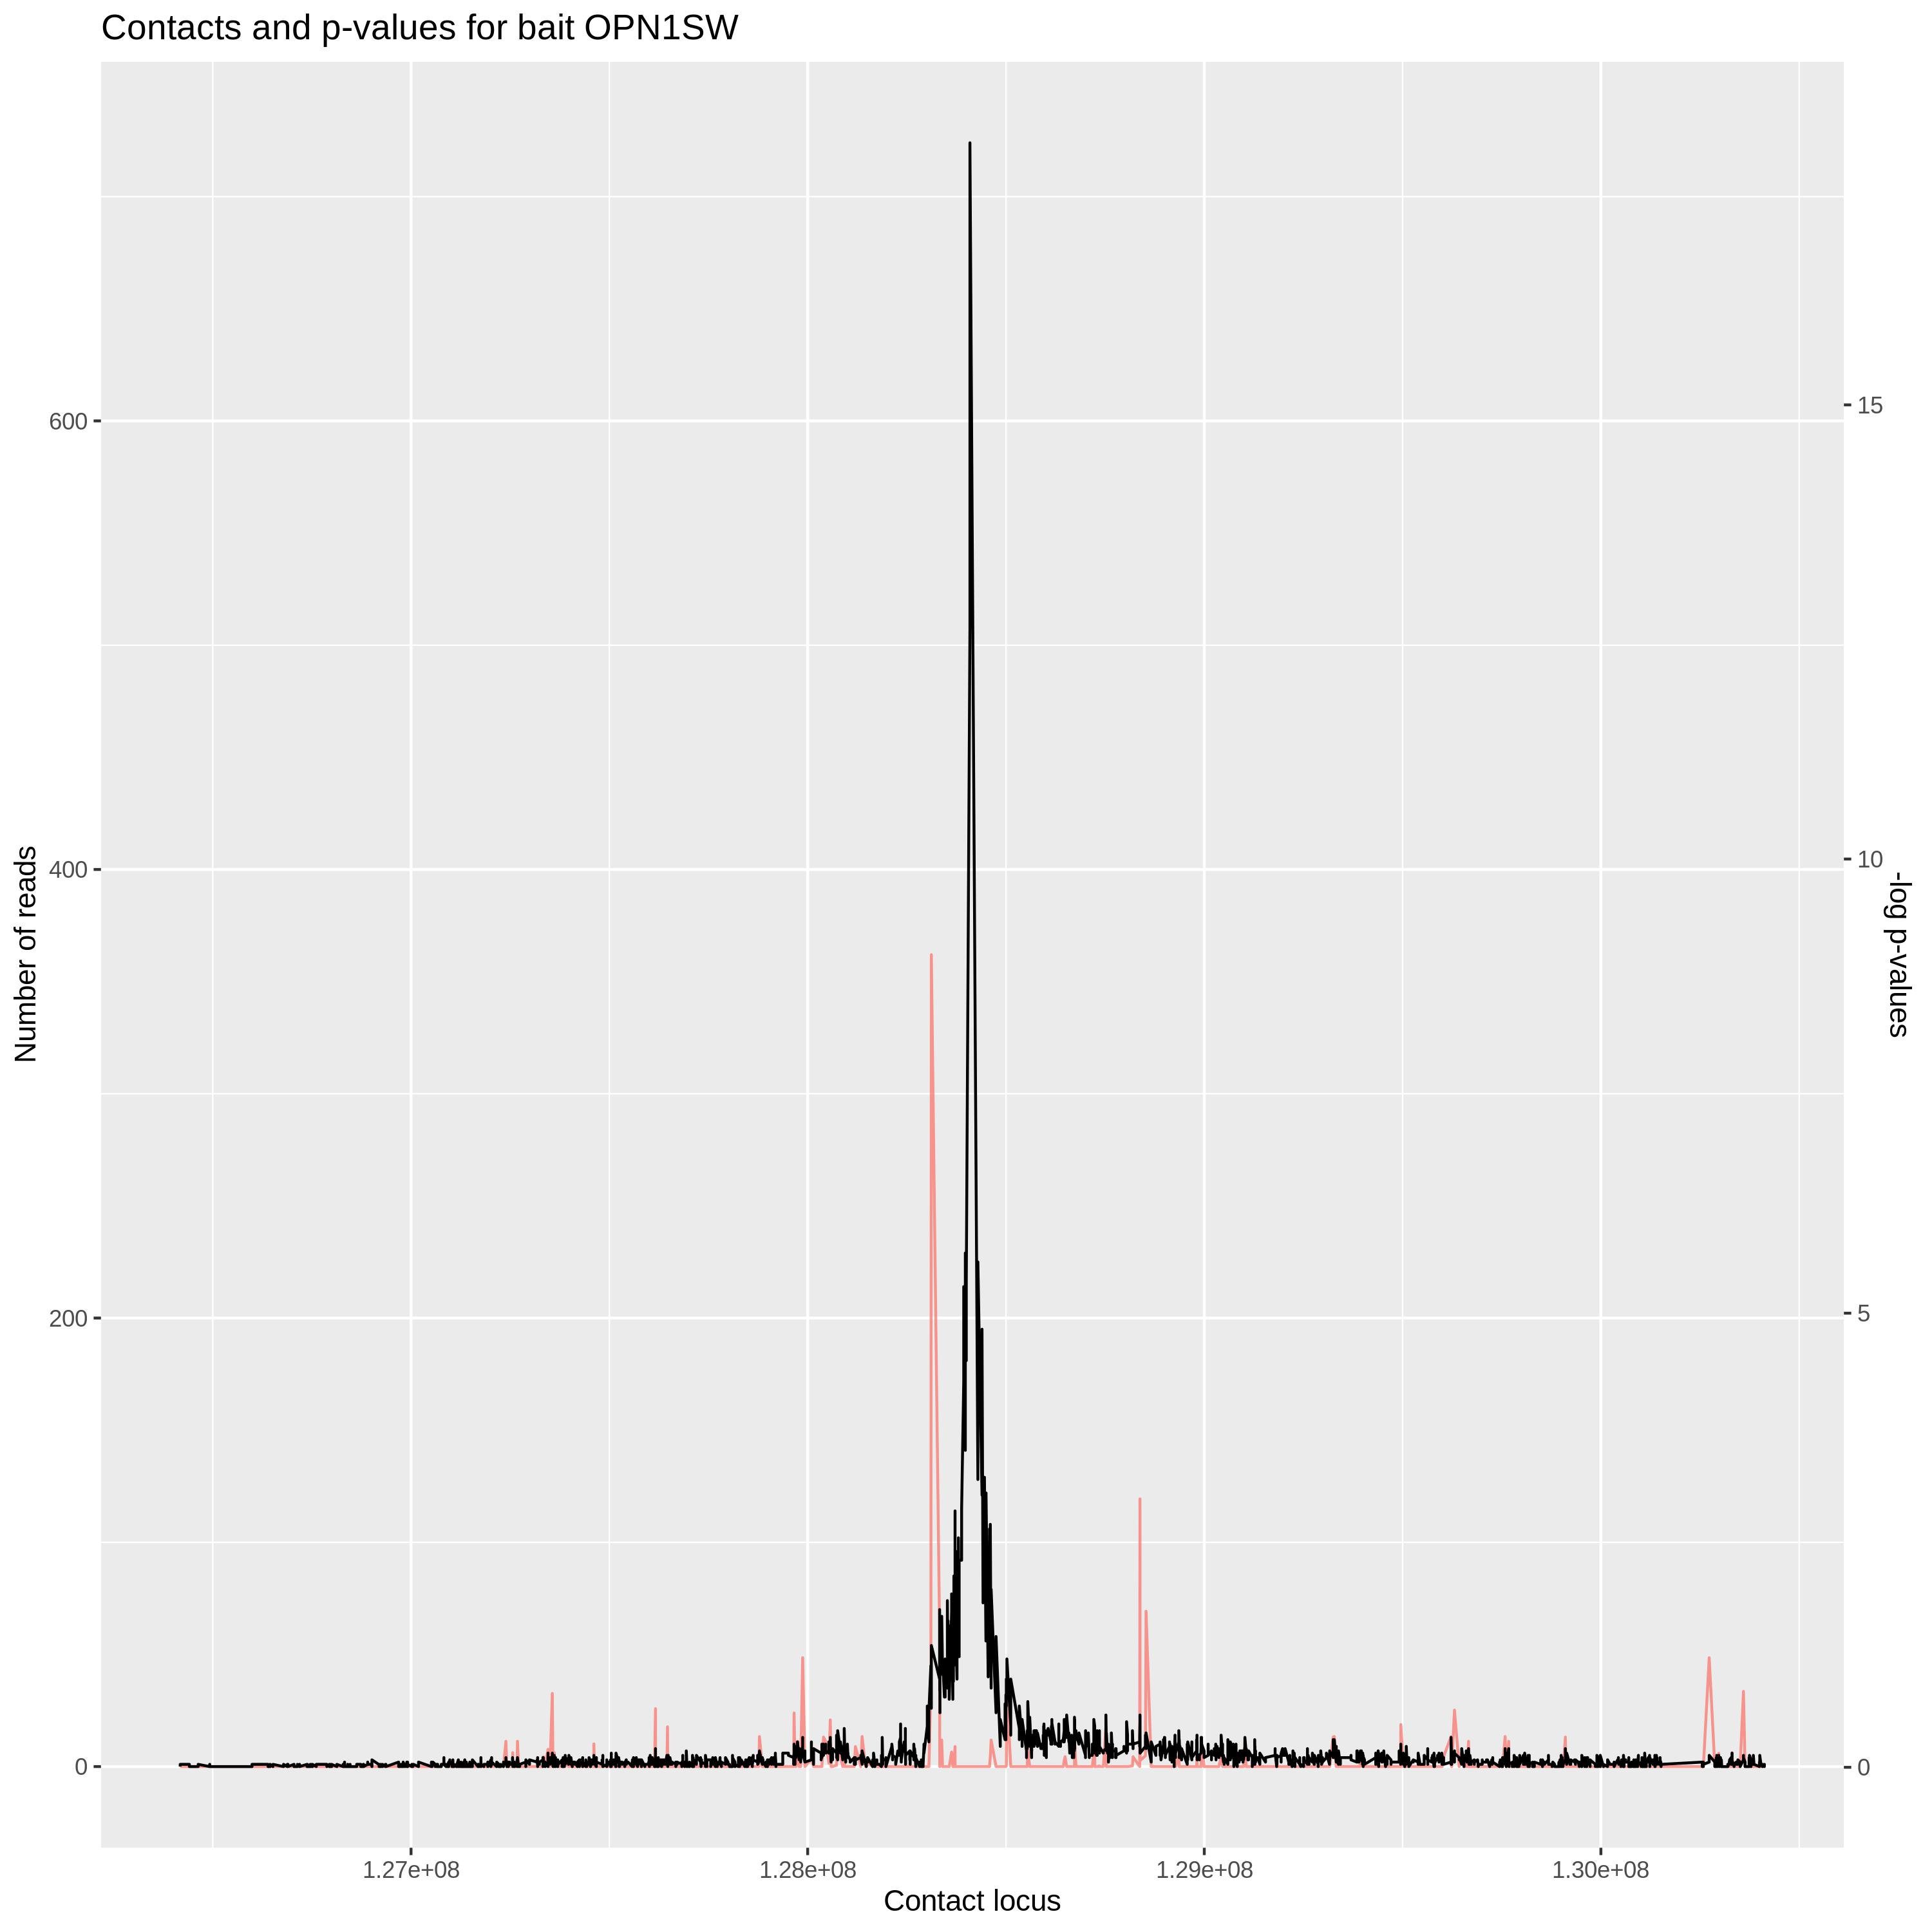 Contacts and p-values for bait OPN1SW
600
400
200
0
Number of reads
15
10
5
0
-log p-values
1.27e+08
1.28e+08
1.29e+08
1.30e+08
Contact locus